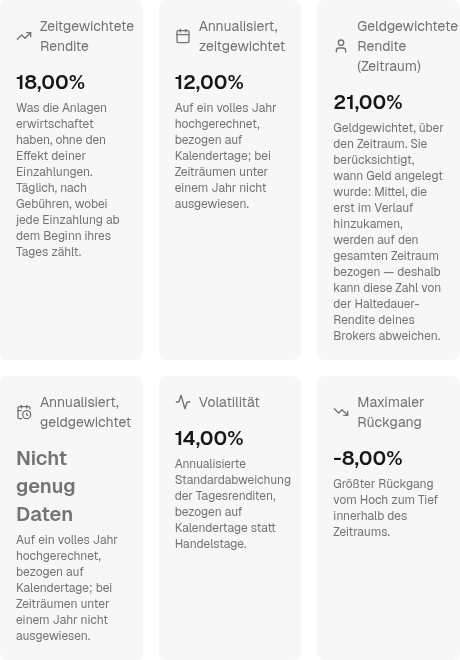 Zeitgewichtete
Rendite
18,00%
Was die Anlagen
erwirtschaftet
haben, ohne den
Effekt deiner
Einzahlungen.
Täglich, nach
Gebühren, wobei
jede Einzahlung ab
dem Beginn ihres
Tages zählt.
Annualisiert,
zeitgewichtet
12,00%
Auf ein volles Jahr
hochgerechnet,
bezogen auf
Kalendertage; bei
Zeiträumen unter
einem Jahr nicht
ausgewiesen.
Geldgewichtete
Rendite
(Zeitraum)
21,00%
Geldgewichtet, über
den Zeitraum. Sie
berücksichtigt,
wann Geld angelegt
wurde: Mittel, die
erst im Verlauf
hinzukamen,
werden auf den
gesamten Zeitraum
bezogen — deshalb
kann diese Zahl von
der Haltedauer-
Rendite deines
Brokers abweichen.
Annualisiert,
geldgewichtet
Nicht
genug
Daten
Auf ein volles Jahr
hochgerechnet,
bezogen auf
Kalendertage; bei
Zeiträumen unter
einem Jahr nicht
ausgewiesen.
Volatilität
14,00%
Annualisierte
Standardabweichung
der Tagesrenditen,
bezogen auf
Kalendertage statt
Handelstage.
Maximaler
Rückgang
-8,00%
Größter Rückgang
vom Hoch zum Tief
innerhalb des
Zeitraums.